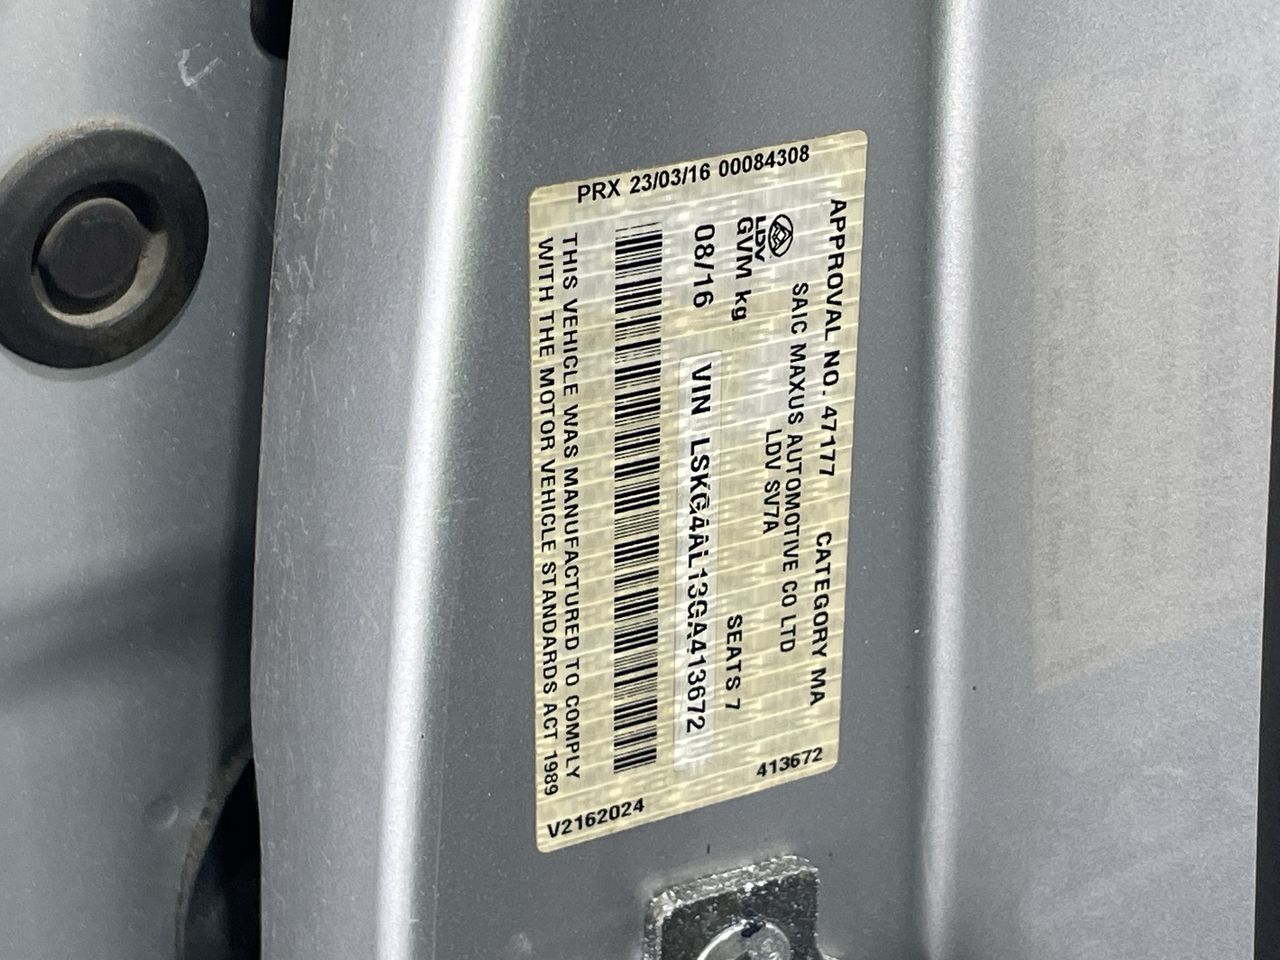 PRX 23/03/16 00084308
APPROVAL NO. 47177 CATEGORY MA
SAIC MAXUS AUTOMOTIVE CO LTD
LDV
LDV SV7A
GVM kg SEATS 7
08/16 VIN LSKG4AL13GA413672
THIS VEHICLE WAS MANUFACTURED TO COMPLY
WITH THE MOTOR VEHICLE STANDARDS ACT 1989
V2162024
413672